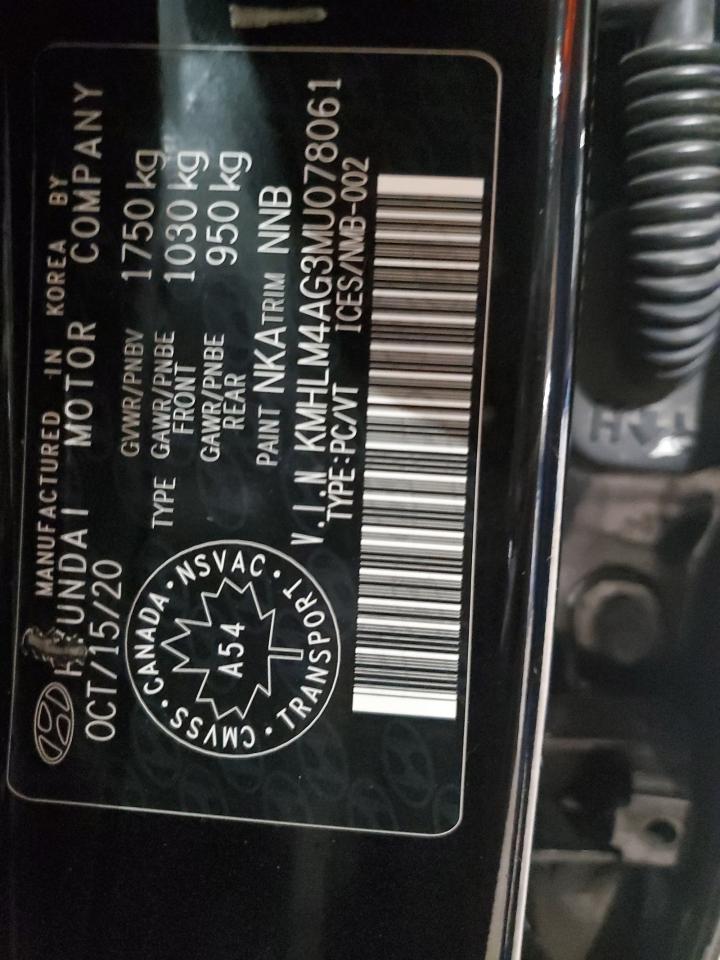 MANUFACTURED IN KOREA BY
HYUNDAI MOTOR COMPANY
OCT/15/20
GVWR/PNBV 1750 kg
TYPE GAWR/PNBE FRONT 1030 kg
GAWR/PNBE REAR 950 kg
PAINT NKA TRIM NNB
V.I.N KMHLM4AG3MU078061
TYPE:PC/VT ICES/NMB-002
CANADA · NSVAC · TRANSPORT · CMVSS ·
A54